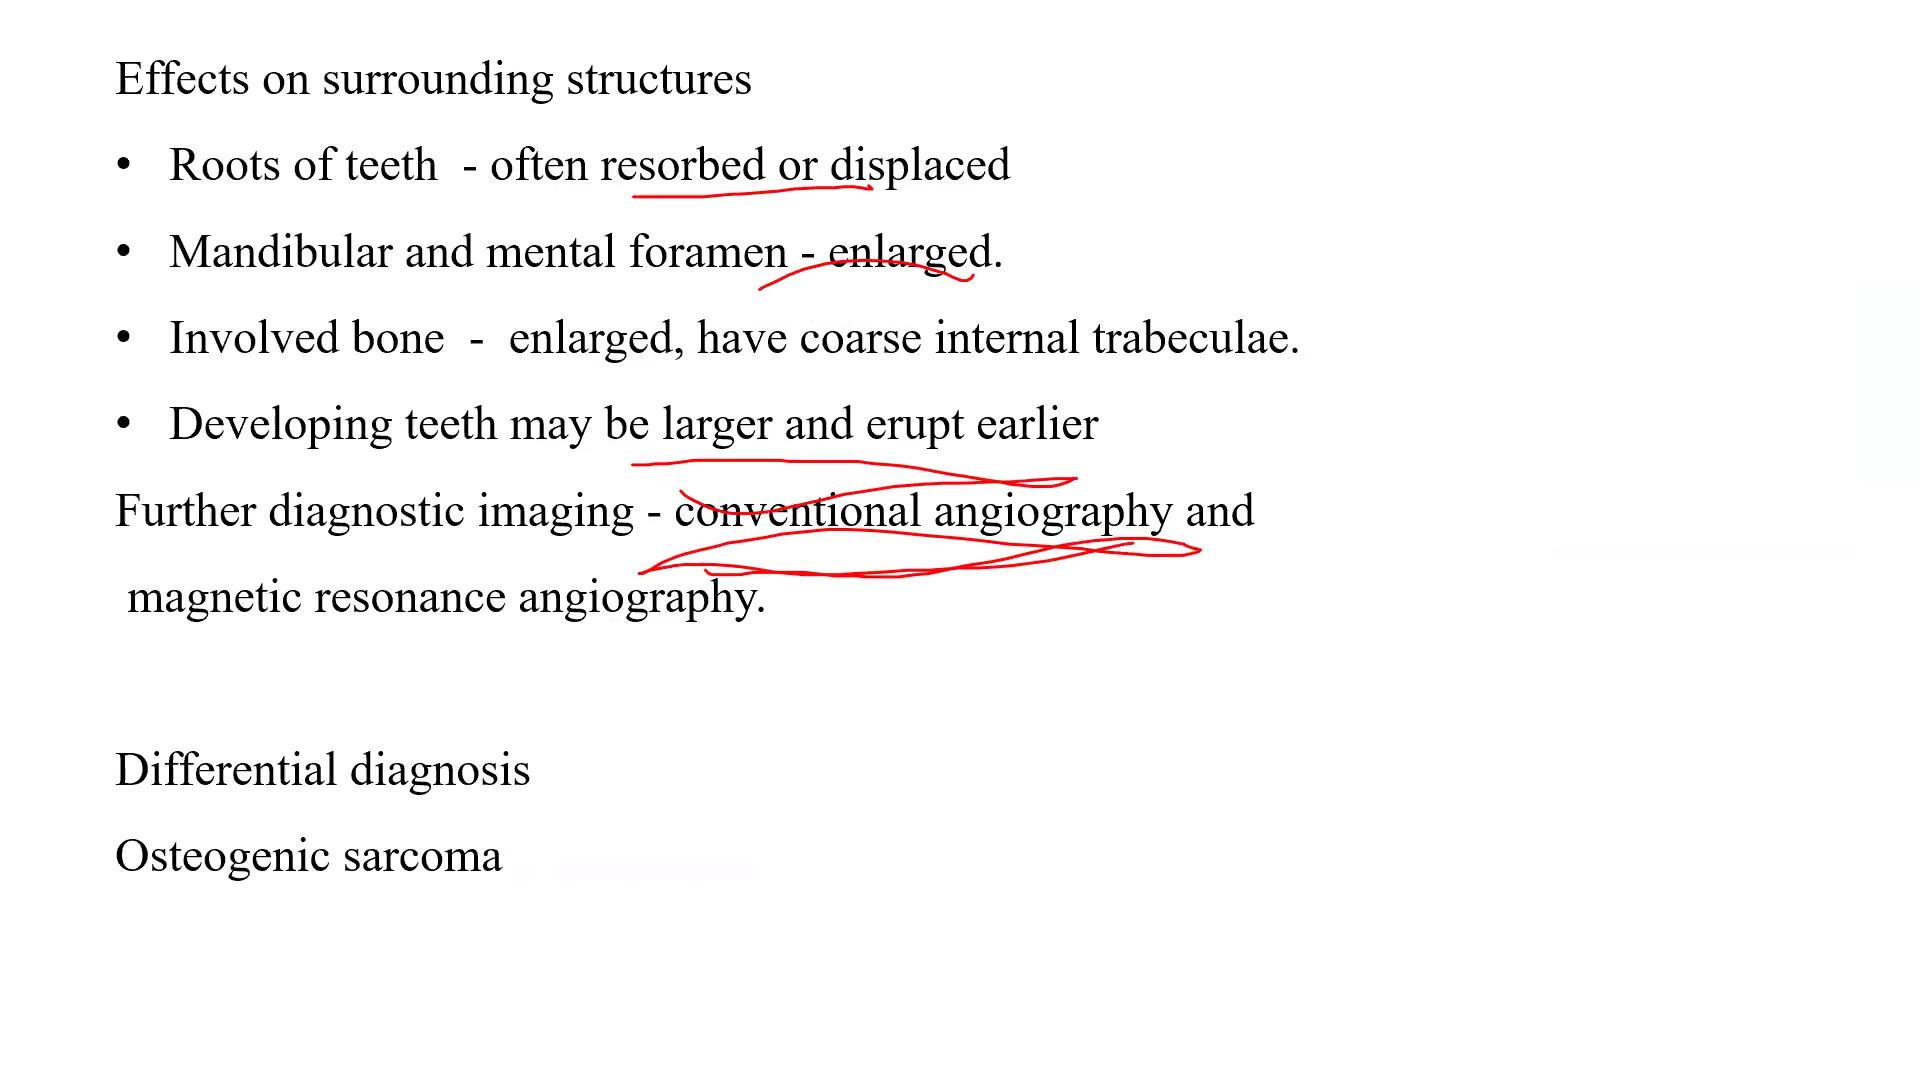 Effects on surrounding structures
• Roots of teeth - often resorbed or displaced
• Mandibular and mental foramen - enlarged.
• Involved bone - enlarged, have coarse internal trabeculae.
• Developing teeth may be larger and erupt earlier
Further diagnostic imaging - conventional angiography and
magnetic resonance angiography.
Differential diagnosis
Osteogenic sarcoma